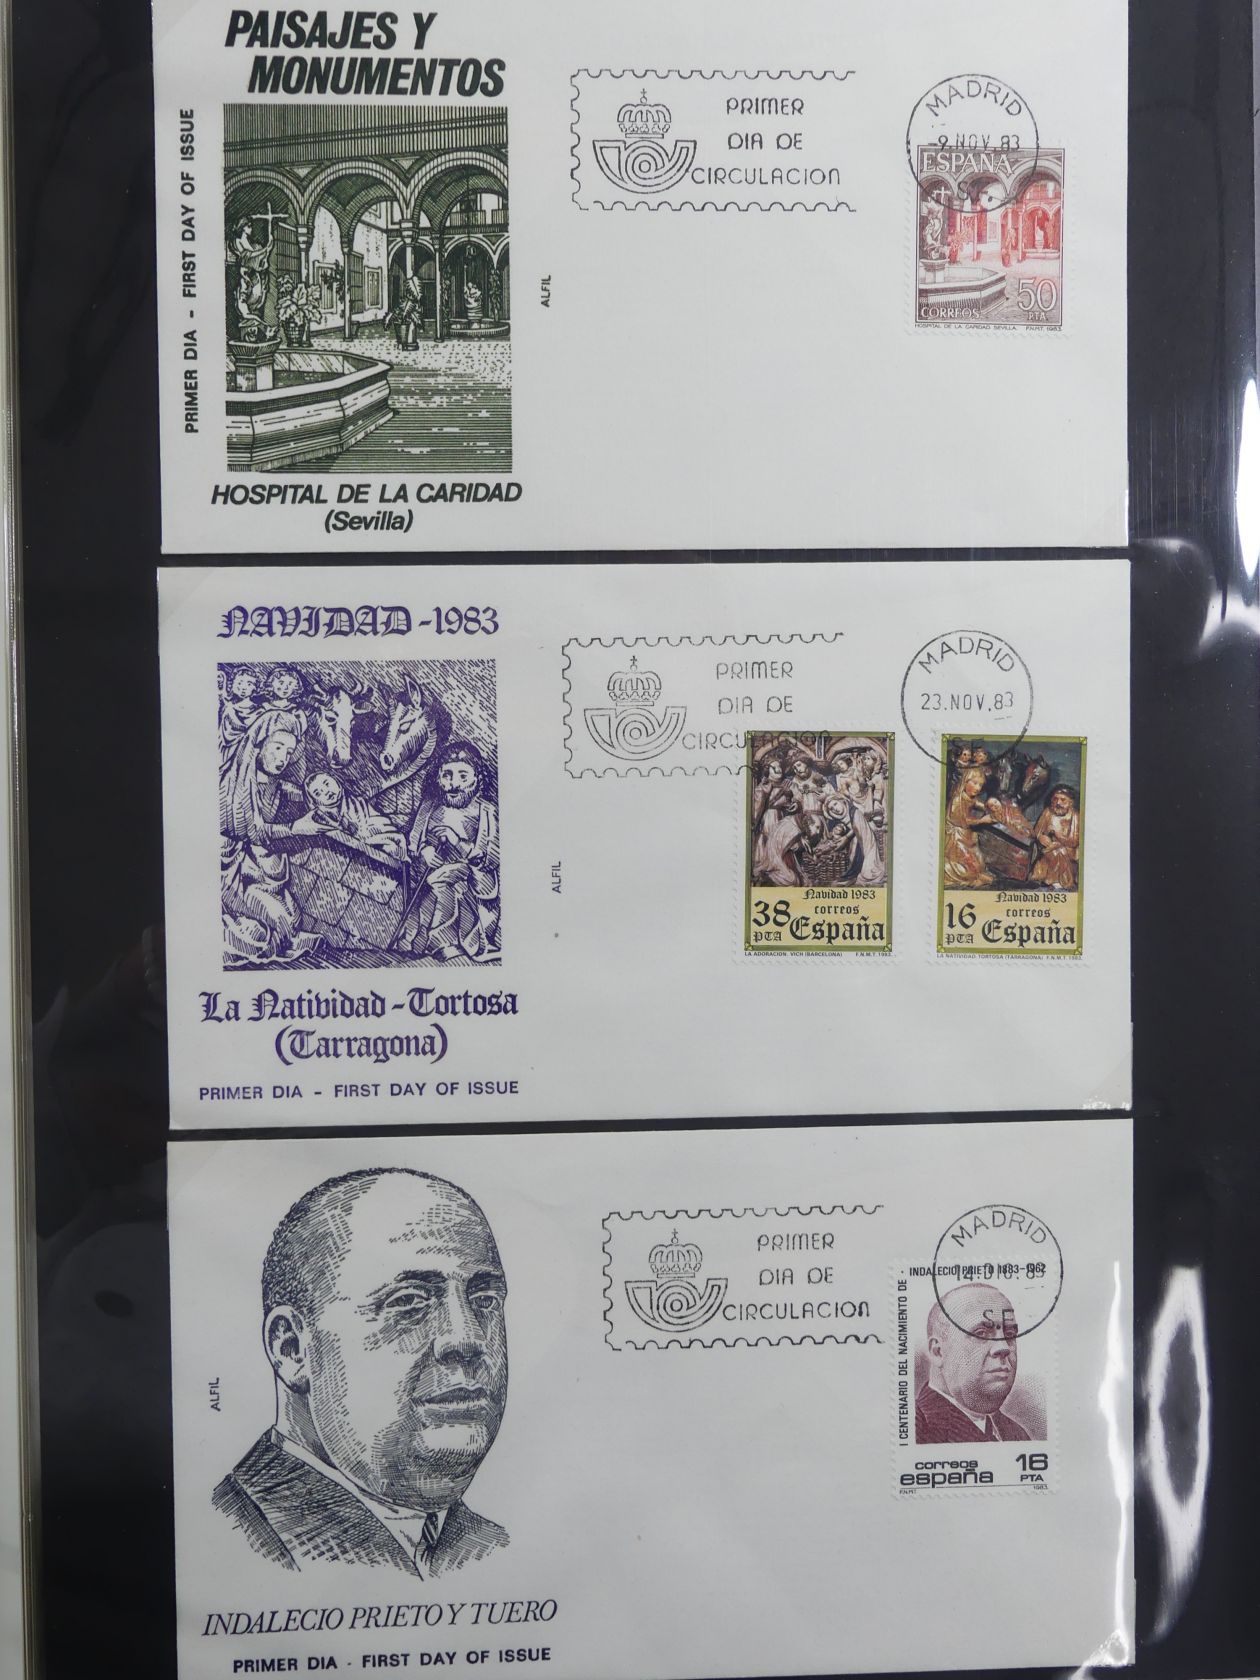 PAISAJES Y
MONUMENTOS
PRIMER DIA - FIRST DAY OF ISSUE
HOSPITAL DE LA CARIDAD
(Sevilla)
ALFIL
PRIMER
DIA DE
CIRCULACION
MADRID
-9.NOV.83
ESPAÑA
50
PTA
CORREOS
HOSPITAL DE LA CARIDAD. SEVILLA. F.N.M.T. 1983
NAVIDAD-1983
La Natividad-Tortosa
(Tarragona)
PRIMER DIA - FIRST DAY OF ISSUE
ALFIL
PRIMER
DIA DE
CIRCULACION
MADRID
23.NOV.83
S.F.
Navidad 1983
38 correos
PTA España
LA ADORACION. VICH (BARCELONA) F.N.M.T. 1983
Navidad 1983
16 correos
PTA España
LA NATIVIDAD. TORTOSA (TARRAGONA) F.N.M.T. 1983
ALFIL
INDALECIO PRIETO Y TUERO
PRIMER DIA - FIRST DAY OF ISSUE
PRIMER
DIA DE
CIRCULACION
MADRID
14.DIC.83
S.F.
I CENTENARIO DEL NACIMIENTO DE -
INDALECIO PRIETO 1883-1962
correos 16
españa PTA
F.N.M.T. 1983